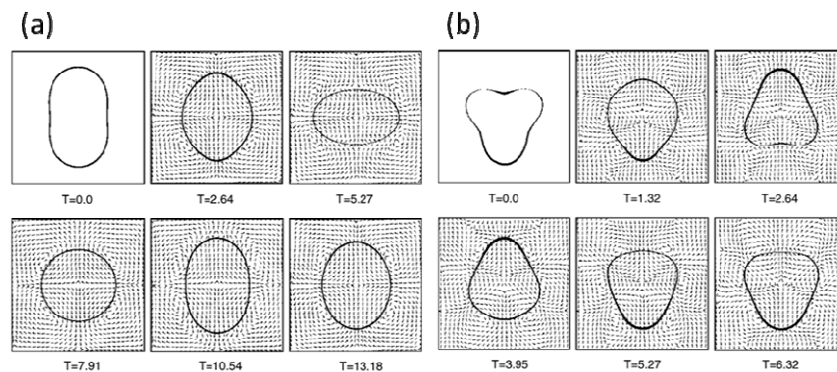 (a)
(b)
T=0.0
T=2.64
T=5.27
T=0.0
T=1.32
T=2.64
T=7.91
T=10.54
T=13.18
T=3.95
T=5.27
T=6.32